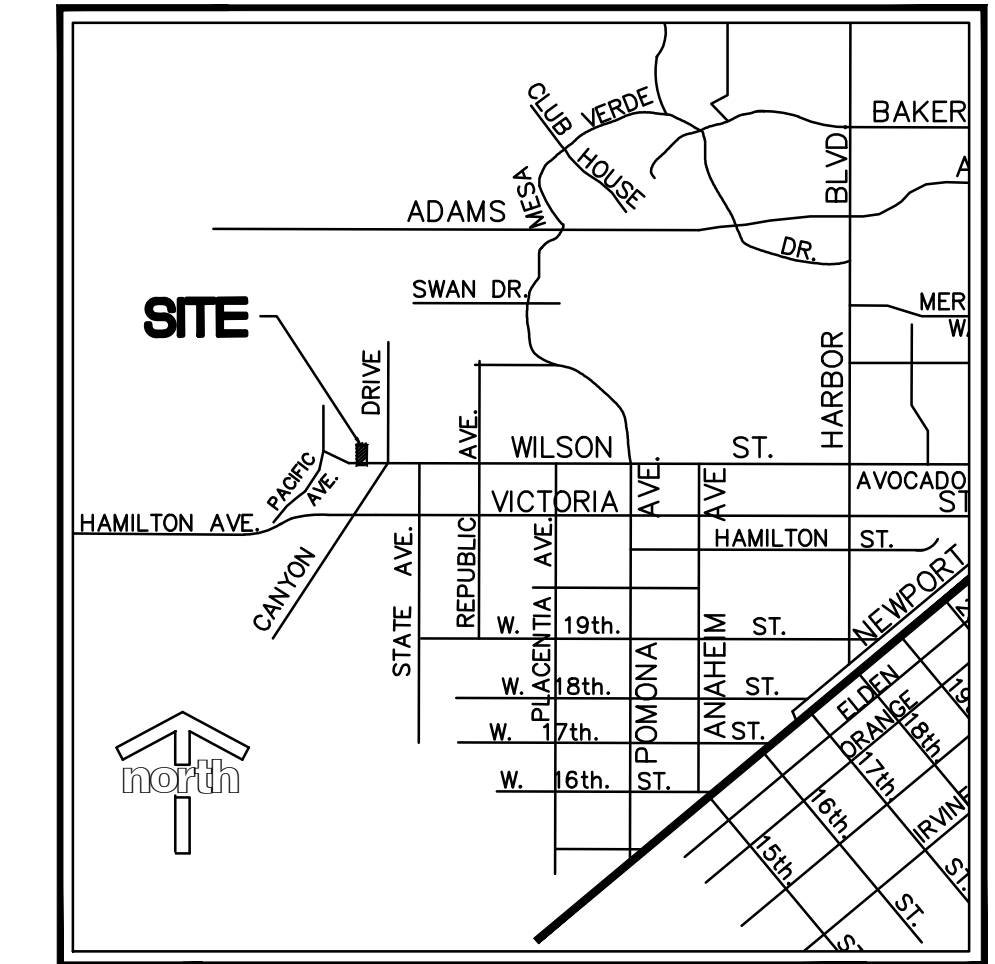 CLUB
VERDE
BAKER
HOUSE
BLVD
A
MESA
ADAMS
DR.
SWAN DR.
SITE
MER
W
DRIVE
HARBOR
AVE.
WILSON
ST.
PACIFIC
AVE.
AVE.
AVE
AVOCADO
VICTORIA
ST
HAMILTON AVE.
HAMILTON ST.
CANYON
STATE AVE.
REPUBLIC
PLACENTIA AVE.
NEWPORT
W. 19th. ST.
POMONA
ANAHEIM
W. 18th. ST.
ELDEN
19
ORANGE
18th.
W. 17th. ST.
17th.
W. 16th. ST.
16th.
IRVINE
15th.
ST.
ST.
north